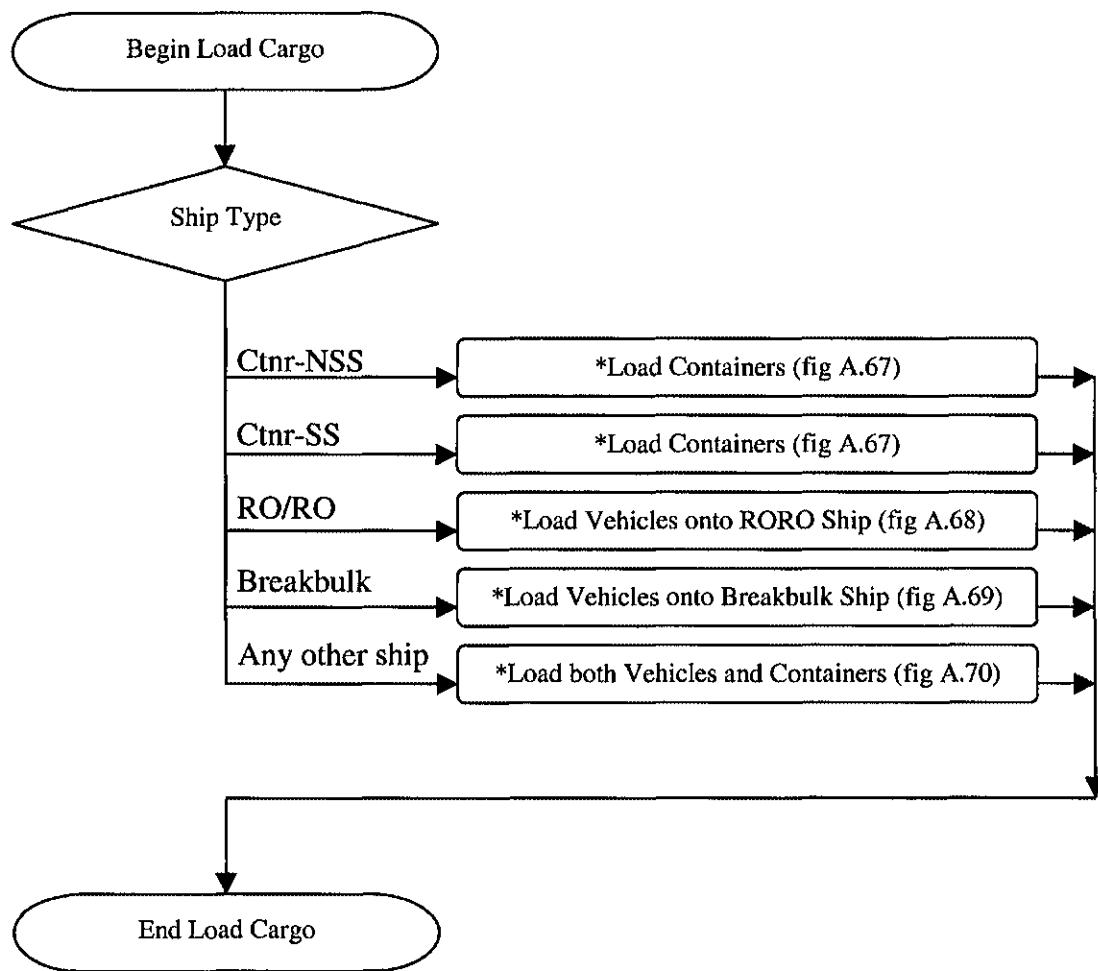 Begin Load Cargo
Ship Type
Ctnr-NSS
*Load Containers (fig A.67)
Ctnr-SS
*Load Containers (fig A.67)
RO/RO
*Load Vehicles onto RORO Ship (fig A.68)
Breakbulk
*Load Vehicles onto Breakbulk Ship (fig A.69)
Any other ship
*Load both Vehicles and Containers (fig A.70)
End Load Cargo